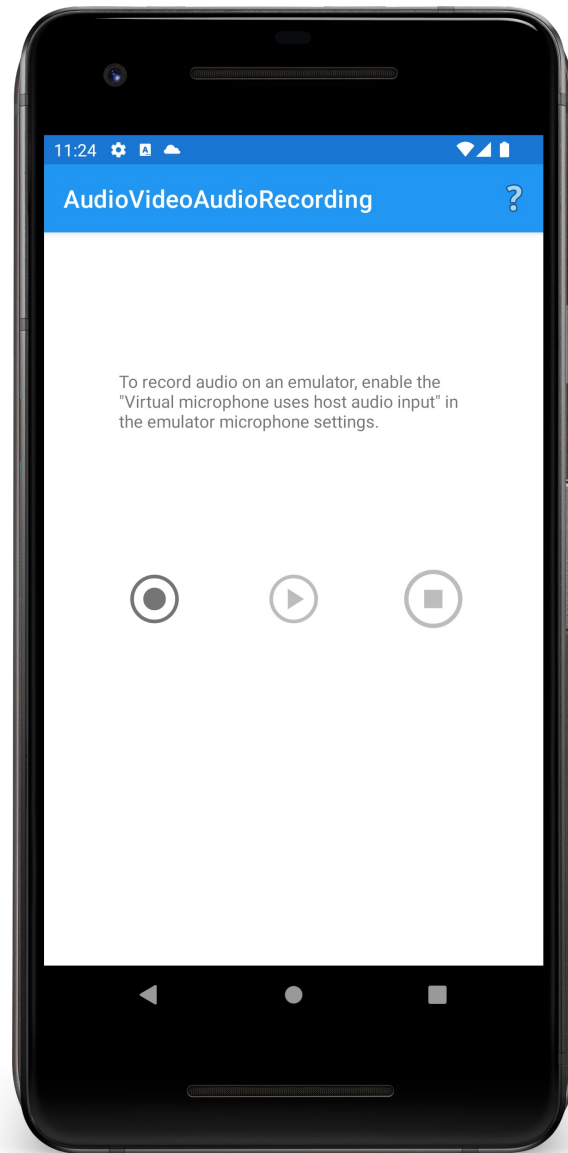 11:24
AudioVideoAudioRecording
?
To record audio on an emulator, enable the
"Virtual microphone uses host audio input" in
the emulator microphone settings.